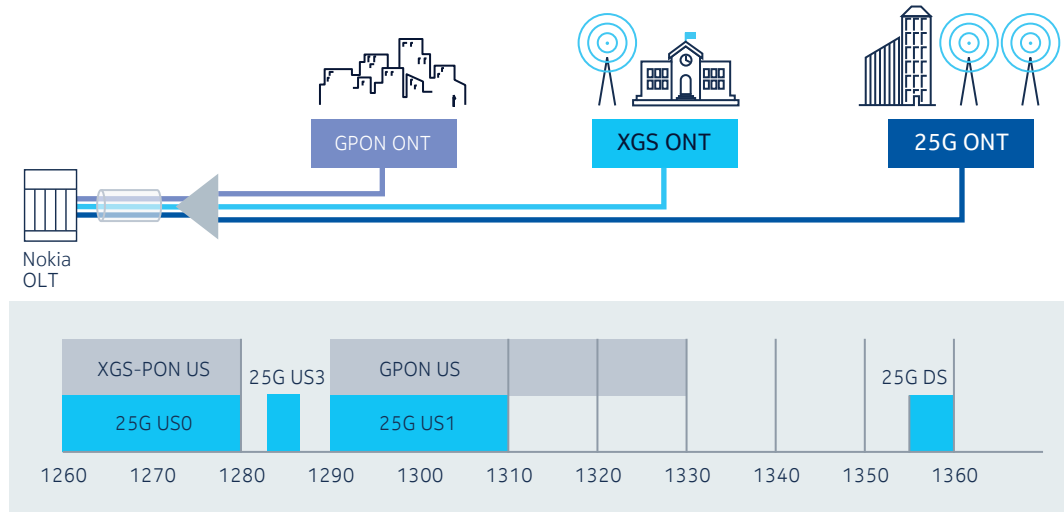 GPON ONT
XGS ONT
25G ONT
Nokia
OLT
XGS-PON US
25G US3
GPON US
25G DS
25G US0
25G US1
1260
1270
1280
1290
1300
1310
1320
1330
1340
1350
1360